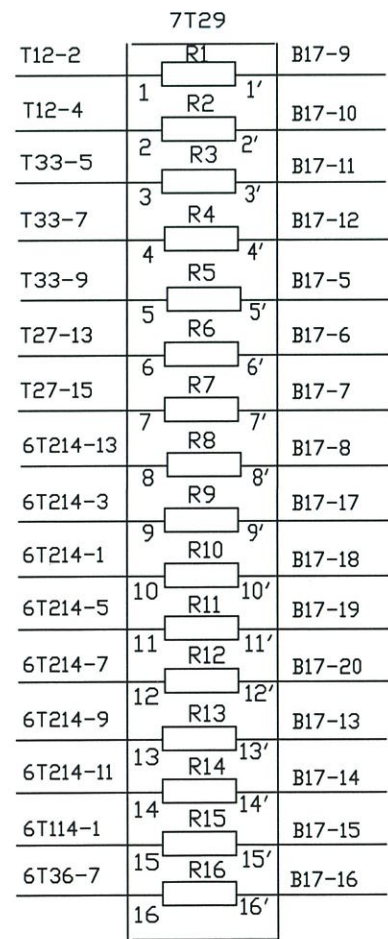 7T29
T12-2 R1 B17-9
1 1'
T12-4 R2 B17-10
2 2'
T33-5 R3 B17-11
3 3'
T33-7 R4 B17-12
4 4'
T33-9 R5 B17-5
5 5'
T27-13 R6 B17-6
6 6'
T27-15 R7 B17-7
7 7'
6T214-13 R8 B17-8
8 8'
6T214-3 R9 B17-17
9 9'
6T214-1 R10 B17-18
10 10'
6T214-5 R11 B17-19
11 11'
6T214-7 R12 B17-20
12 12'
6T214-9 R13 B17-13
13 13'
6T214-11 R14 B17-14
14 14'
6T114-1 R15 B17-15
15 15'
6T36-7 R16 B17-16
16 16'